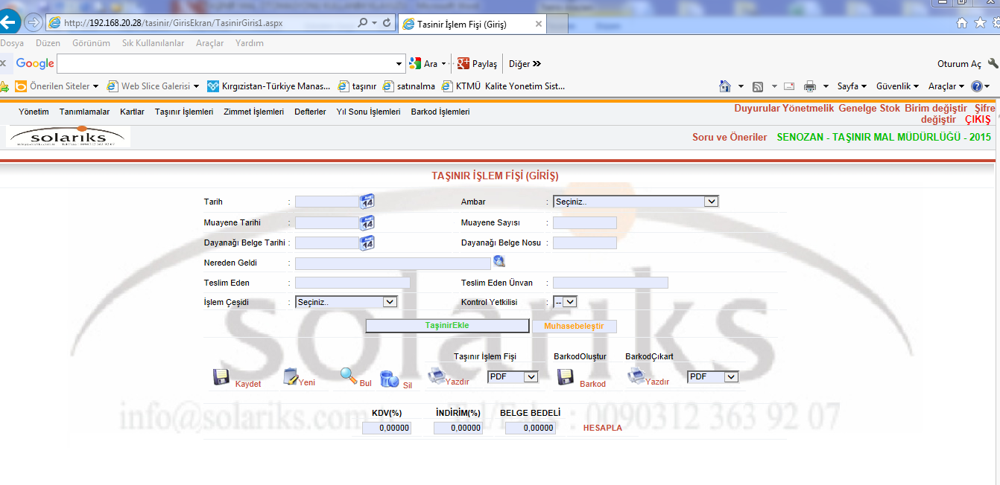 http://192.168.20.28/tasinir/GirisEkran/TasinirGiris1.aspx
Tasinir İşlem Fişi (Giriş)
Dosya Düzen Görünüm Sık Kullanılanlar Araçlar Yardım
Google Ara Paylaş Diğer » Oturum Aç
Önerilen Siteler Web Slice Galerisi Kırgızistan-Türkiye Manas... taşınır satınalma KTMÜ Kalite Yonetim Sist... Sayfa Güvenlik Araçlar
Yönetim Tanımlamalar Kartlar Taşınır İşlemleri Zimmet İşlemleri Defterler Yıl Sonu İşlemleri Barkod İşlemleri
Duyurular Yönetmelik Genelge Stok Birim değiştir Şifre
değiştir ÇIKIŞ
solarıks
Soru ve Öneriler SENOZAN - TAŞINIR MAL MÜDÜRLÜĞÜ - 2015
TAŞINIR İŞLEM FİŞİ (GİRİŞ)
Tarih : 14 Ambar : Seçiniz..
Muayene Tarihi : 14 Muayene Sayısı :
Dayanağı Belge Tarihi : 14 Dayanağı Belge Nosu :
Nereden Geldi :
Teslim Eden : Teslim Eden Ünvan :
İşlem Çeşidi : Seçiniz.. Kontrol Yetkilisi : --
TaşinirEkle Muhasebeleştir
solarıks
Taşınır İşlem Fişi BarkodOluştur BarkodÇıkart
Kaydet Yeni Bul Sil Yazdır PDF Barkod Yazdır PDF
info@solariks.com Tel/Faks : 0090312 363 92 07
KDV(%) İNDİRİM(%) BELGE BEDELİ
0,00000 0,00000 0,00000 HESAPLA